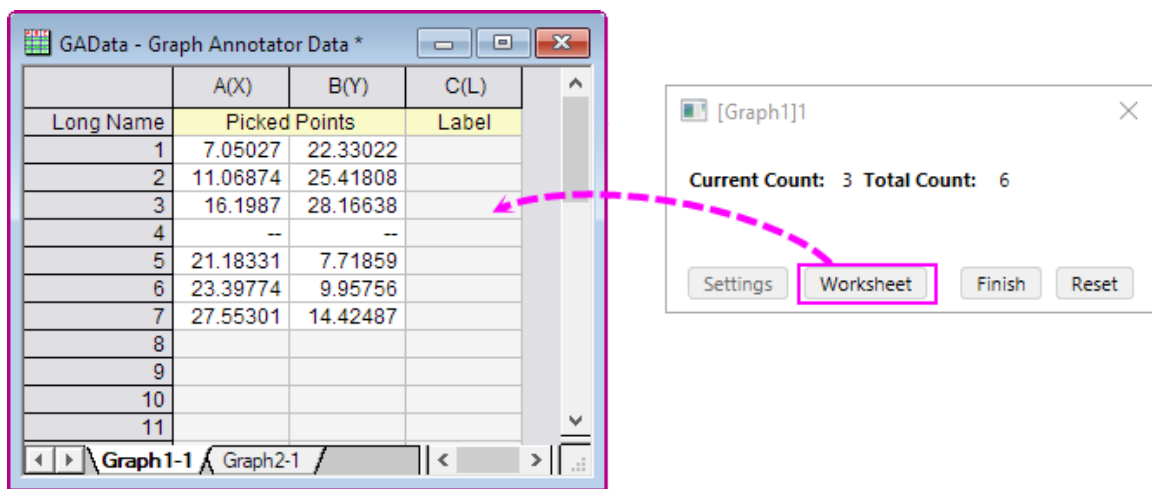 GAData - Graph Annotator Data *
A(X) B(Y) C(L)
Long Name Picked Points Label
1 7.05027 22.33022
2 11.06874 25.41808
3 16.1987 28.16638
4 -- --
5 21.18331 7.71859
6 23.39774 9.95756
7 27.55301 14.42487
8
9
10
11
Graph1-1 Graph2-1
[Graph1]1
Current Count: 3 Total Count: 6
Settings Worksheet Finish Reset